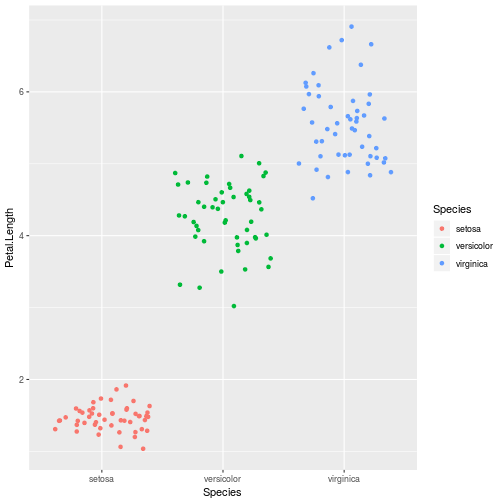 6
4
2
Petal.Length
setosa
versicolor
virginica
Species
Species
setosa
versicolor
virginica